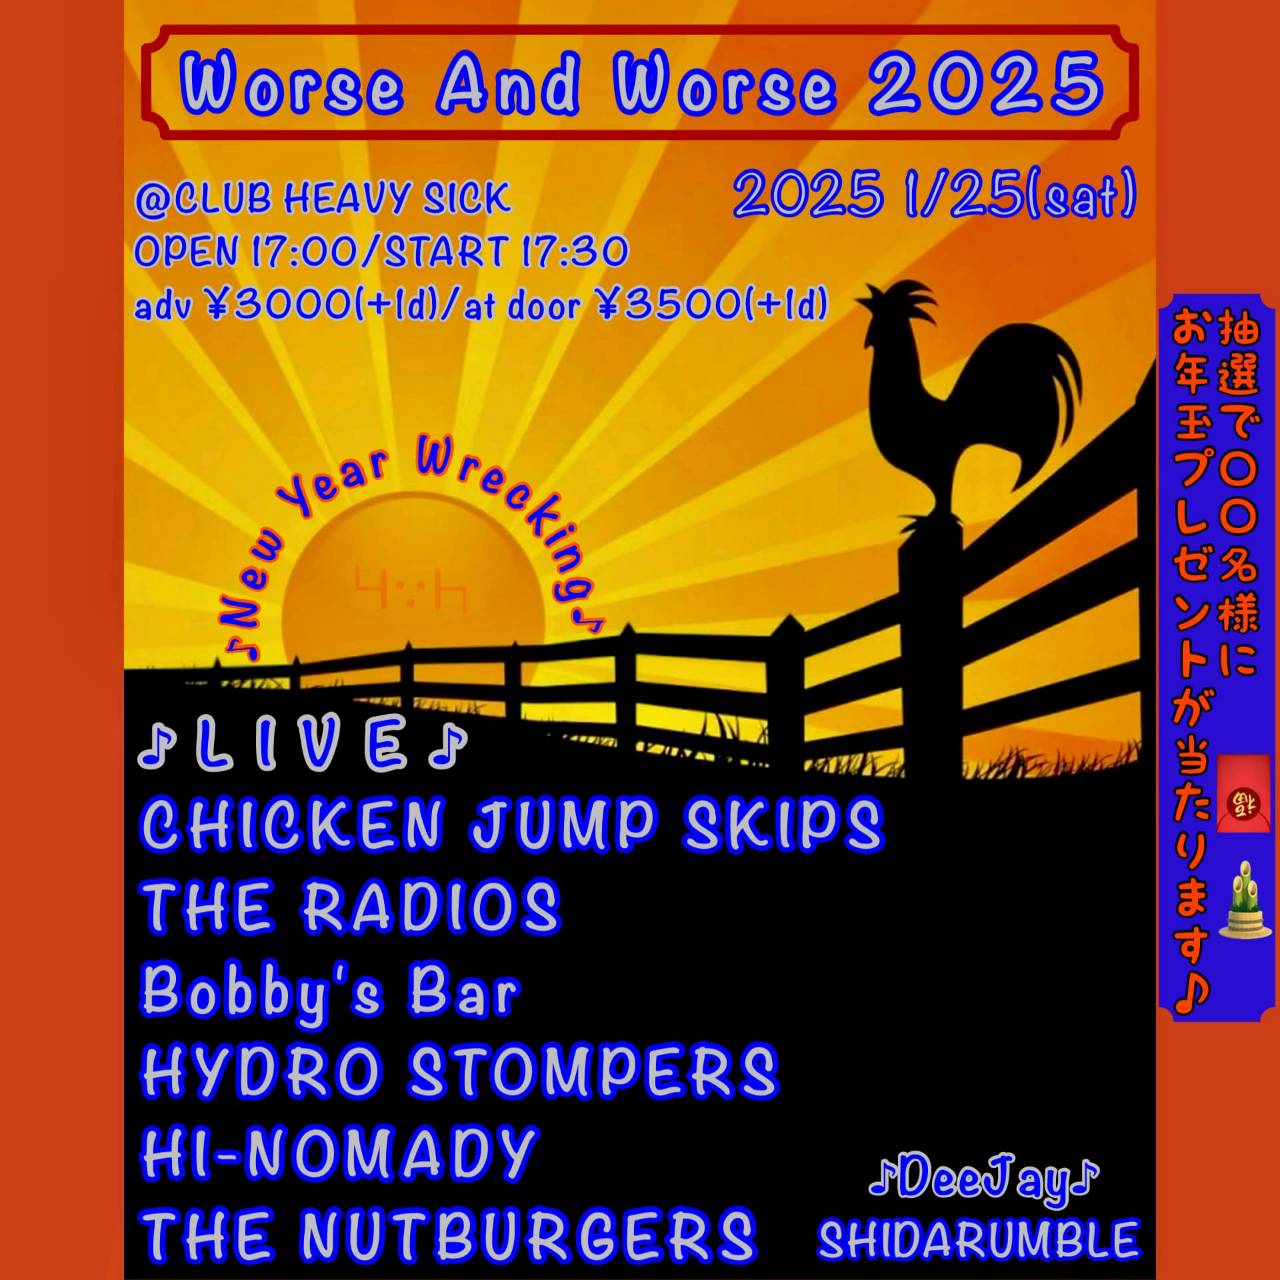 Worse And Worse 2025
2025 1/25(sat)
@CLUB HEAVY SICK
OPEN 17:00/START 17:30
adv ¥3000(+1d)/at door ¥3500(+1d)
♪New Year Wrecking♪
♪LIVE♪
CHICKEN JUMP SKIPS
THE RADIOS
Bobby's Bar
HYDRO STOMPERS
HI-NOMADY
THE NUTBURGERS
♪DeeJay♪
SHIDARUMBLE
抽選で〇〇名様に
お年玉プレゼントが当たります♪
福